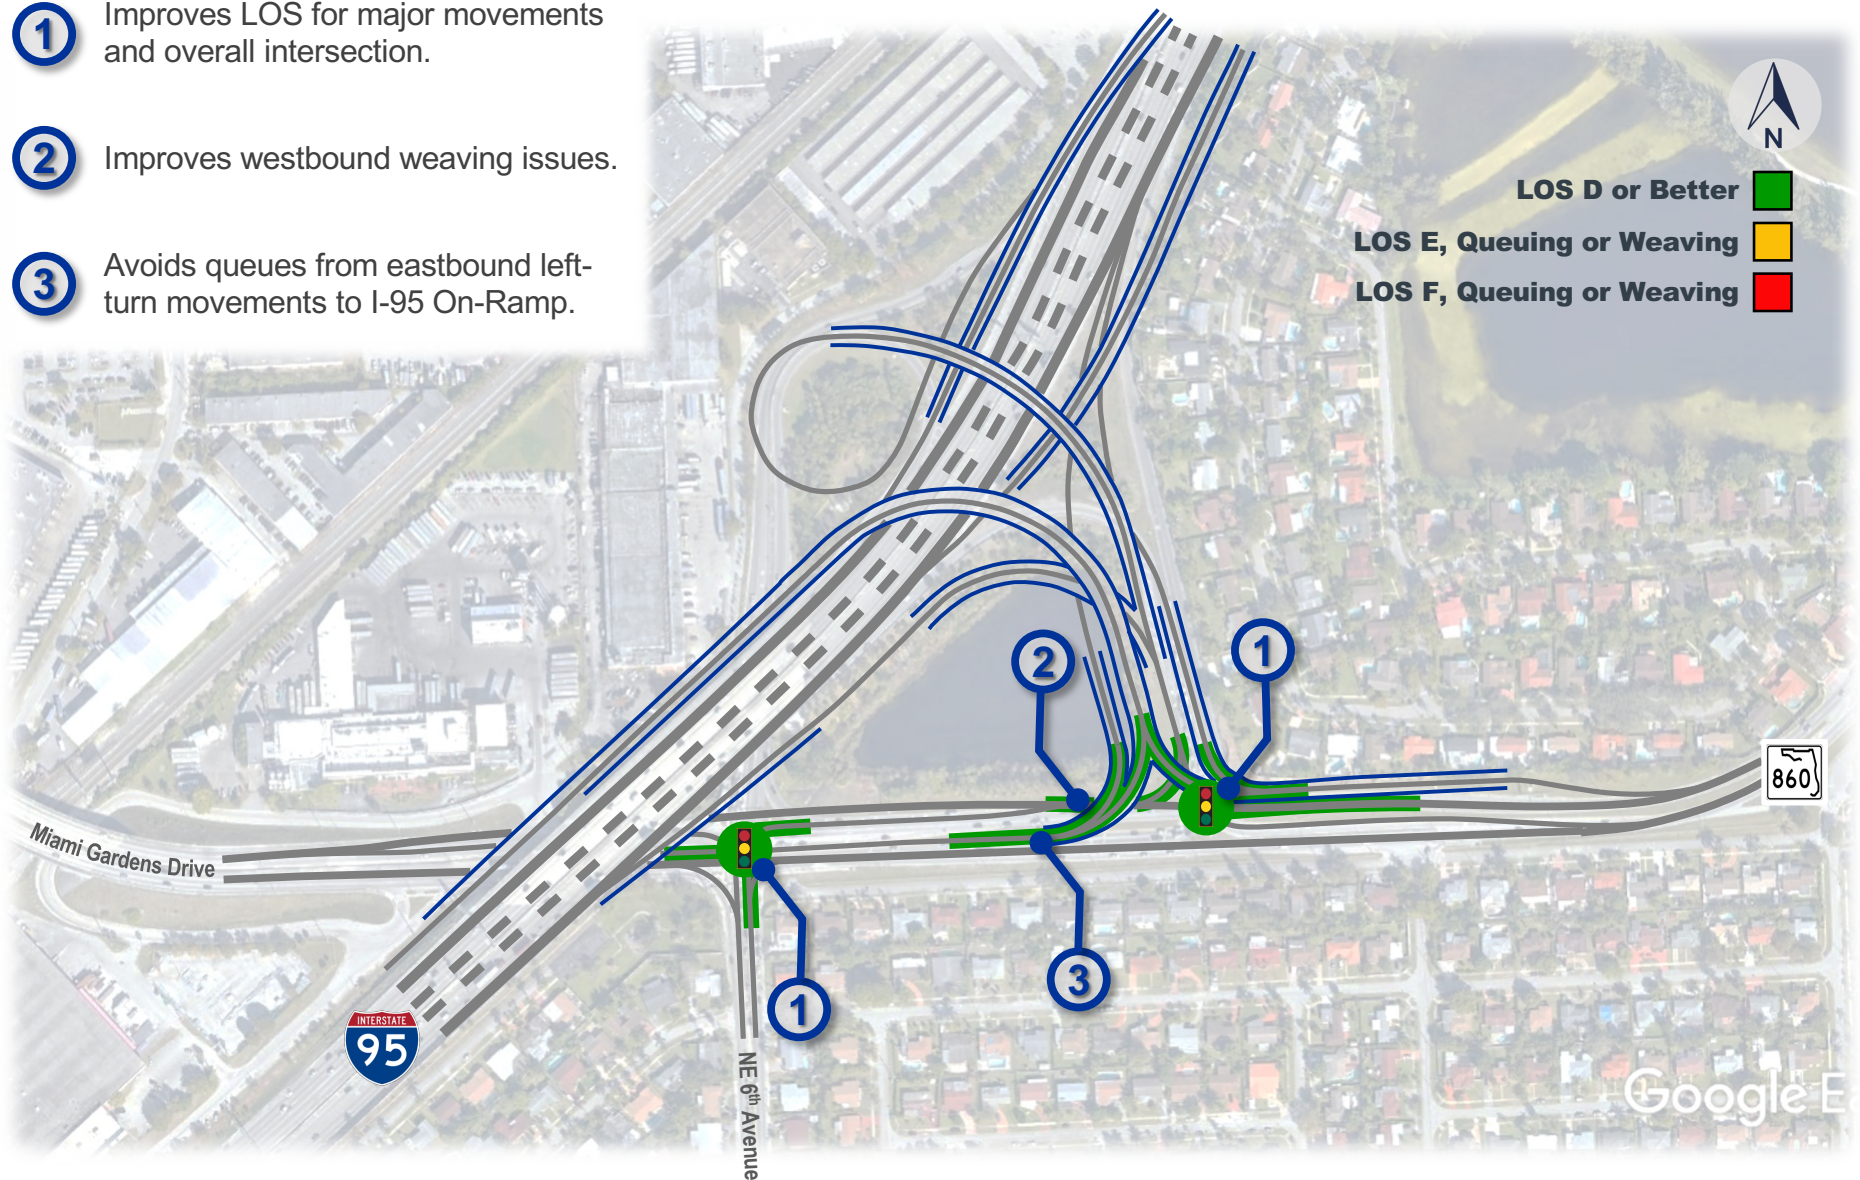 1
Improves LOS for major movements
and overall intersection.
2
Improves westbound weaving issues.
3
Avoids queues from eastbound left-
turn movements to I-95 On-Ramp.
N
LOS D or Better
LOS E, Queuing or Weaving
LOS F, Queuing or Weaving
2
1
860
Miami Gardens Drive
3
1
INTERSTATE
95
NE 6th Avenue
Google Ea